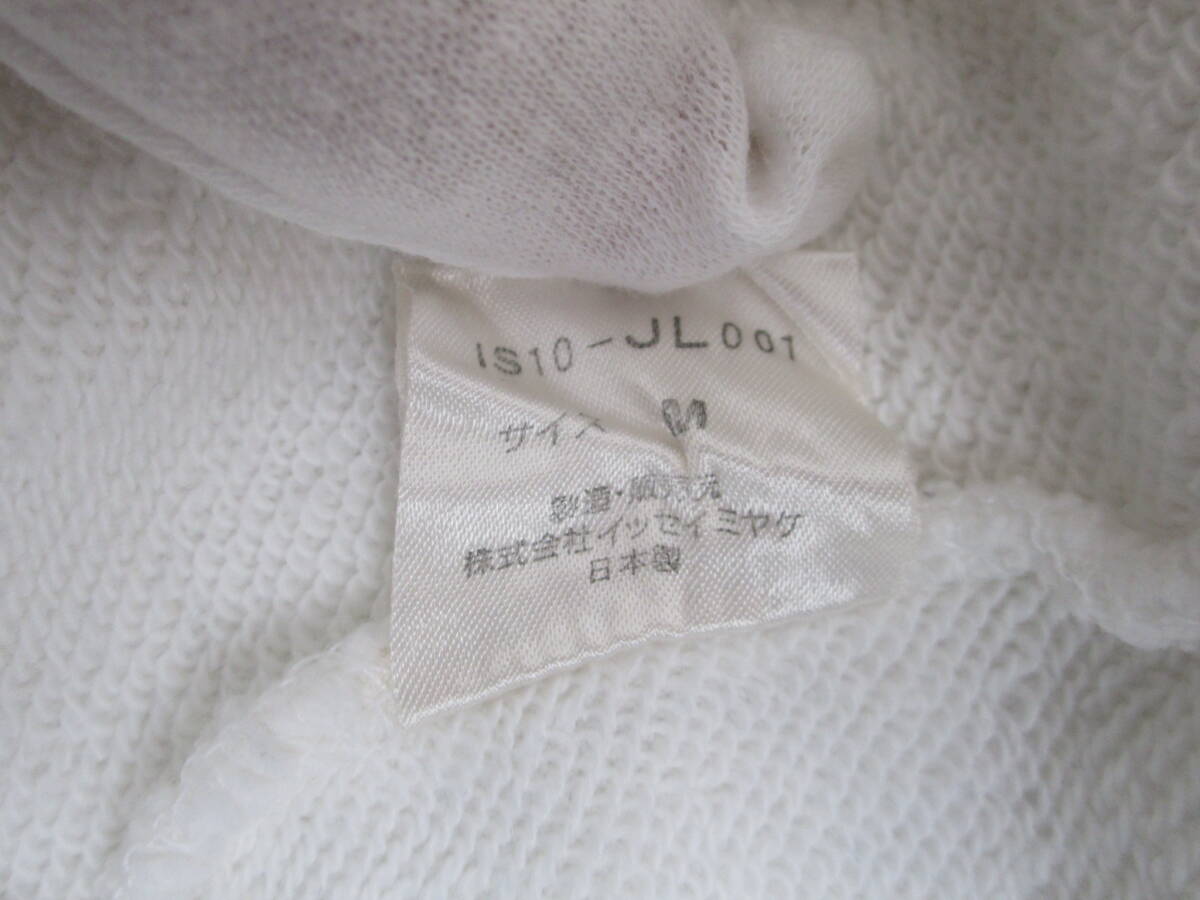 IS10-JL001
サイズ M
製造・販売元
株式会社イッセイミヤケ
日本製